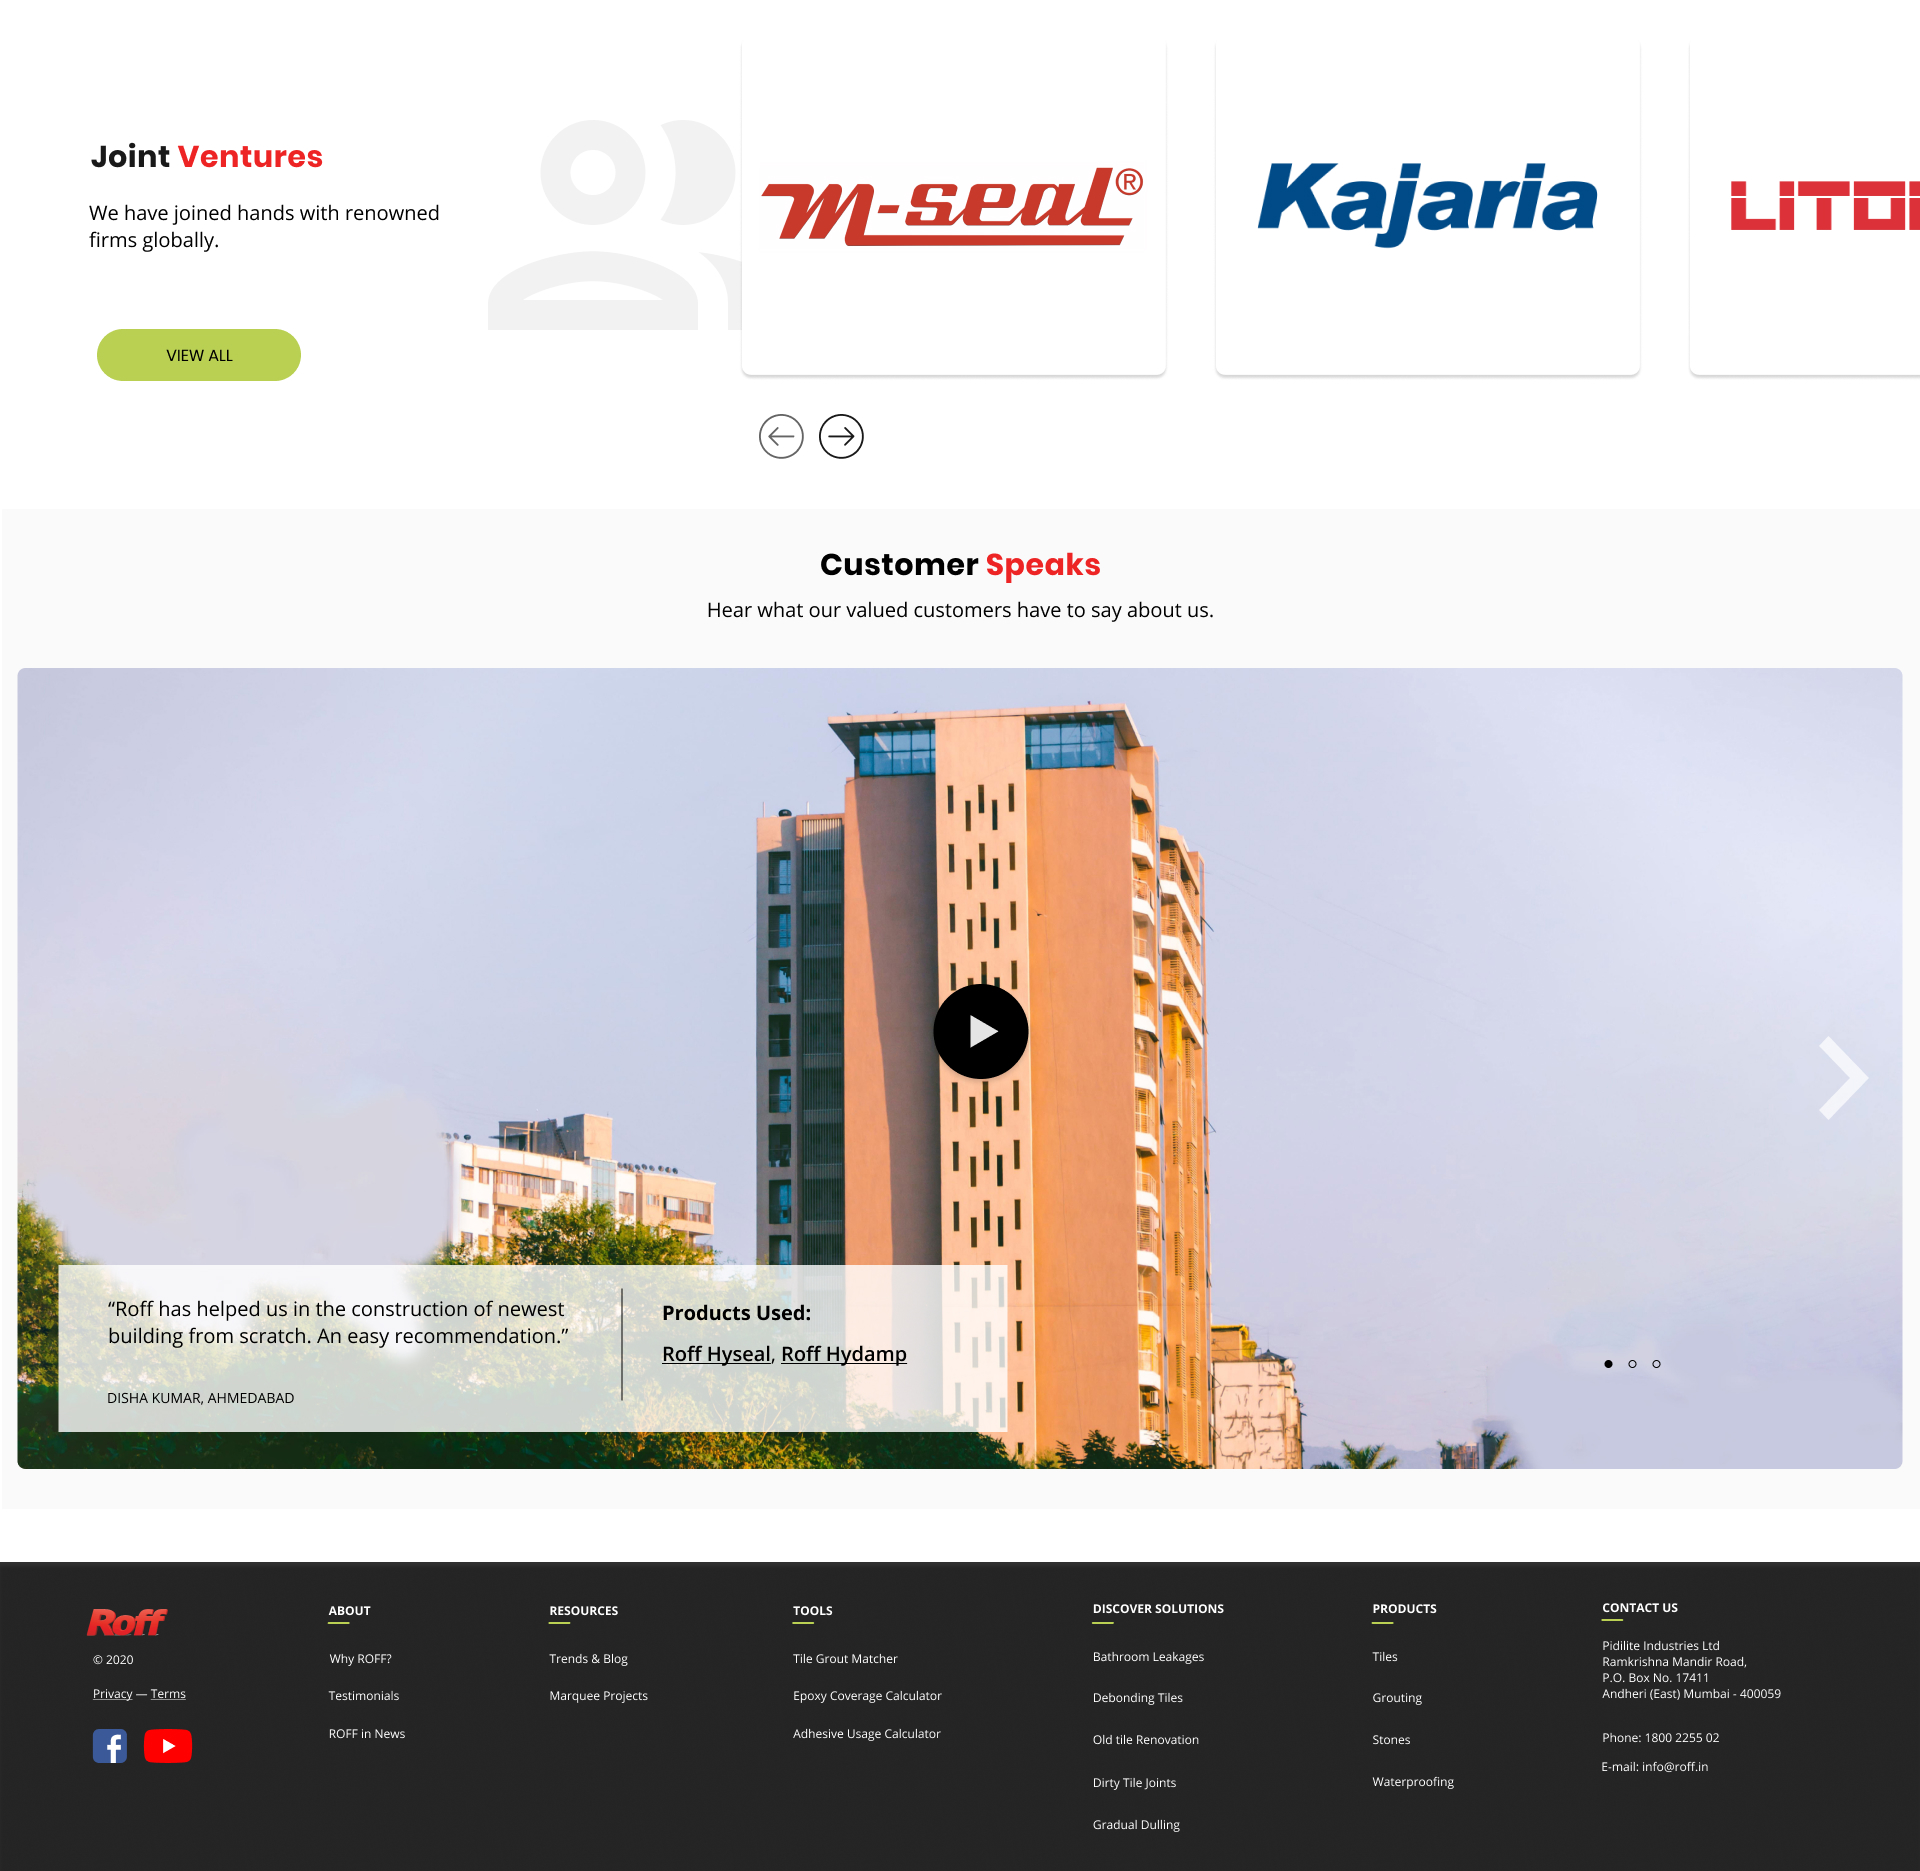 Joint Ventures
We have joined hands with renowned
firms globally.
VIEW ALL
m-seal®
Kajaria
Customer Speaks
Hear what our valued customers have to say about us.
“Roff has helped us in the construction of newest
building from scratch. An easy recommendation.”
DISHA KUMAR, AHMEDABAD
Products Used:
Roff Hyseal, Roff Hydamp
Roff
© 2020
Privacy — Terms
ABOUT
Why ROFF?
Testimonials
ROFF in News
RESOURCES
Trends & Blog
Marquee Projects
TOOLS
Tile Grout Matcher
Epoxy Coverage Calculator
Adhesive Usage Calculator
DISCOVER SOLUTIONS
Bathroom Leakages
Debonding Tiles
Old tile Renovation
Dirty Tile Joints
Gradual Dulling
PRODUCTS
Tiles
Grouting
Stones
Waterproofing
CONTACT US
Pidilite Industries Ltd
Ramkrishna Mandir Road,
P.O. Box No. 17411
Andheri (East) Mumbai - 400059
Phone: 1800 2255 02
E-mail: info@roff.in